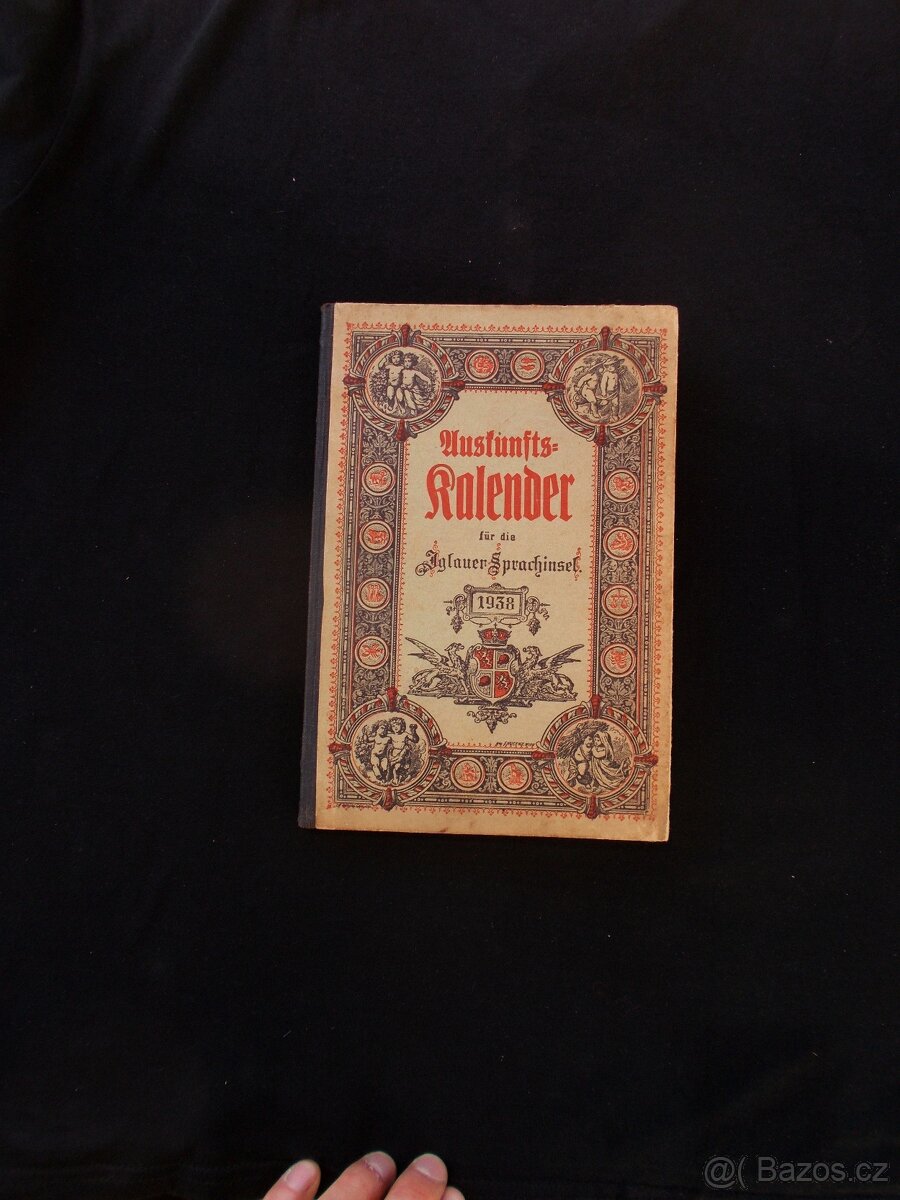 Auskunfts=
Kalender
für die
Iglauer Sprachinsel.
1938
@( Bazos.cz